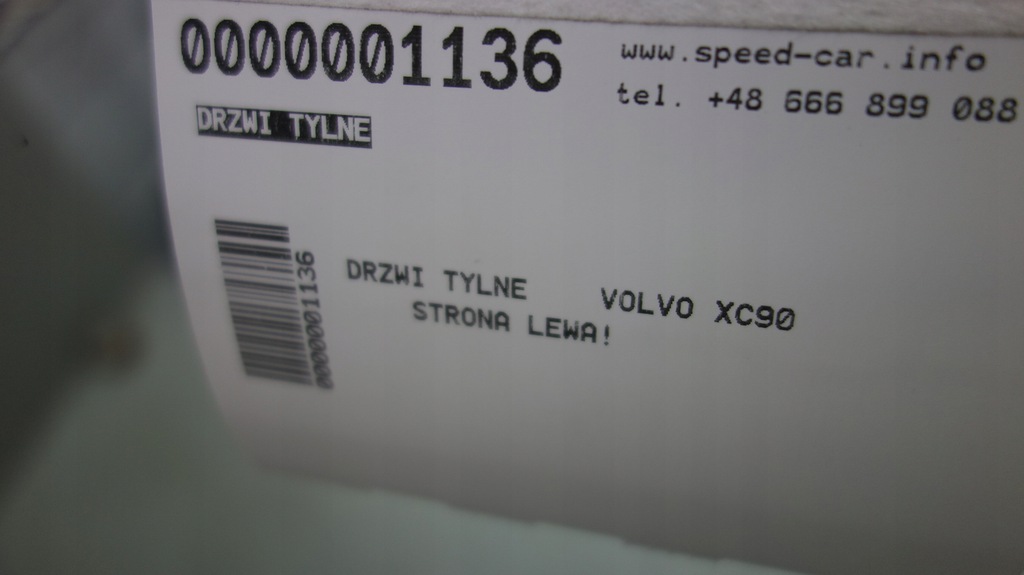 0000001136
www.speed-car.info
tel. +48 666 899 088
DRZWI TYLNE
0000001136
DRZWI TYLNE VOLVO XC90
STRONA LEWA!